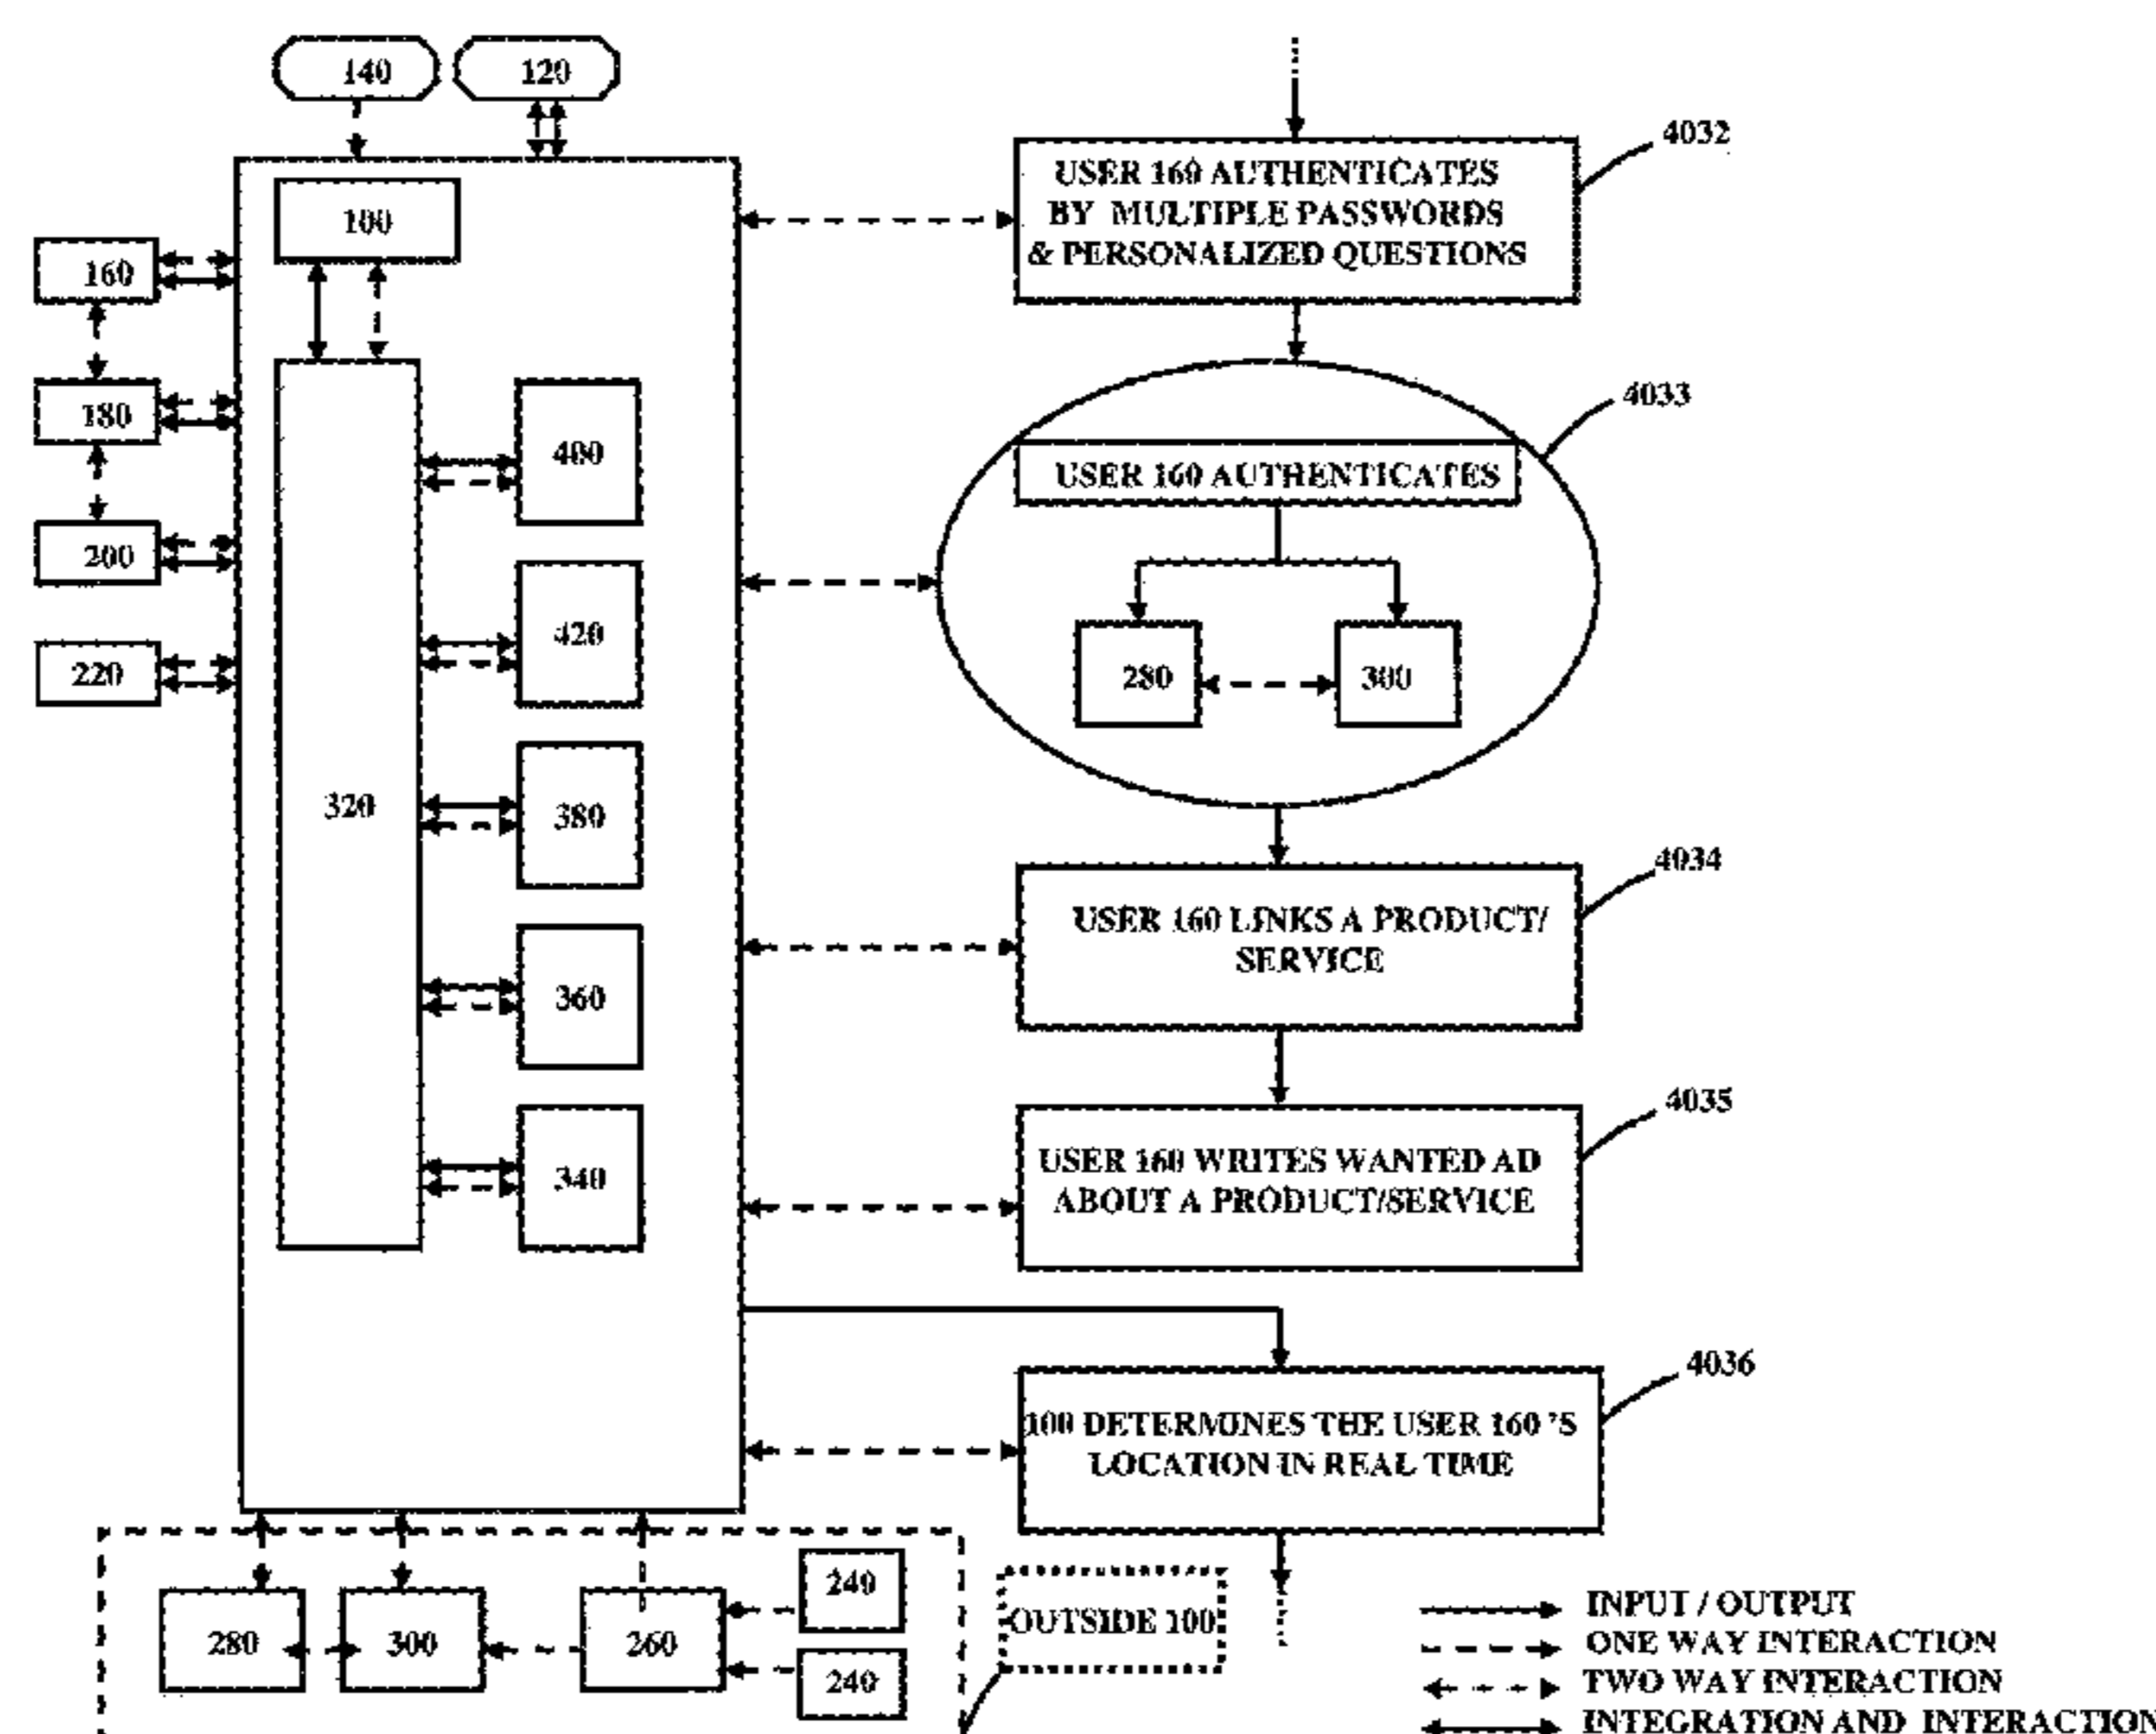 140
120
4032
USER 160 AUTHENTICATES
BY MULTIPLE PASSWORDS
& PERSONALIZED QUESTIONS
100
160
180
400
4033
USER 160 AUTHENTICATES
200
420
220
280
300
320
380
4034
USER 160 LINKS A PRODUCT/
SERVICE
360
4035
340
USER 160 WRITES WANTED AD
ABOUT A PRODUCT/SERVICE
4036
100 DETERMINES THE USER 160 'S
LOCATION IN REAL TIME
280
300
260
240
240
OUTSIDE 100
INPUT / OUTPUT
ONE WAY INTERACTION
TWO WAY INTERACTION
INTEGRATION AND INTERACTION